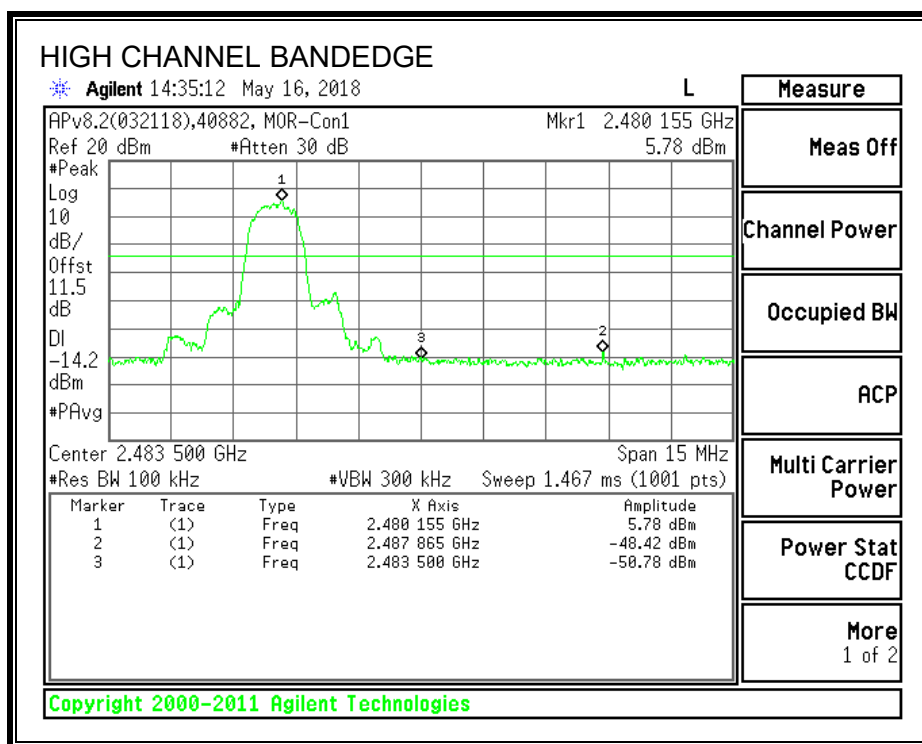 HIGH CHANNEL BANDEDGE
Agilent 14:35:12 May 16, 2018 L
APv8.2(032118),40882, MOR-Con1 Mkr1 2.480 155 GHz
Ref 20 dBm #Atten 30 dB 5.78 dBm
#Peak
Log
10
dB/
Offst
11.5
dB
DI
-14.2
dBm
#PAvg
1
3
2
Center 2.483 500 GHz Span 15 MHz
#Res BW 100 kHz #VBW 300 kHz Sweep 1.467 ms (1001 pts)
Marker Trace Type X Axis Amplitude
1 (1) Freq 2.480 155 GHz 5.78 dBm
2 (1) Freq 2.487 865 GHz -48.42 dBm
3 (1) Freq 2.483 500 GHz -50.78 dBm
Measure
Meas Off
Channel Power
Occupied BW
ACP
Multi Carrier
Power
Power Stat
CCDF
More
1 of 2
Copyright 2000-2011 Agilent Technologies